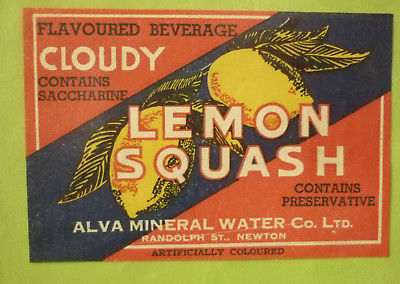 FLAVOURED BEVERAGE
CLOUDY
CONTAINS
SACCHARINE
LEMON
SQUASH
CONTAINS
PRESERVATIVE
ALVA MINERAL WATER Co. LTD.
RANDOLPH ST., NEWTON
ARTIFICIALLY COLOURED